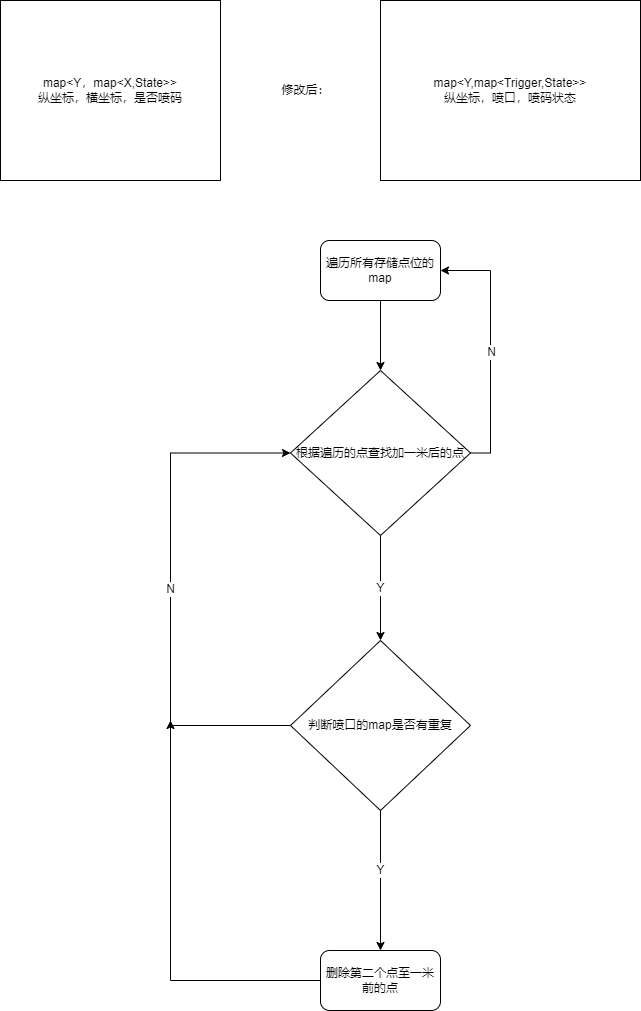 map<Y，map<X,State>>
纵坐标，横坐标，是否喷码
修改后：
map<Y,map<Trigger,State>>
纵坐标，喷口，喷码状态
遍历所有存储点位的
map
N
根据遍历的点查找加一米后的点
Y
N
判断喷口的map是否有重复
Y
删除第二个点至一米
前的点